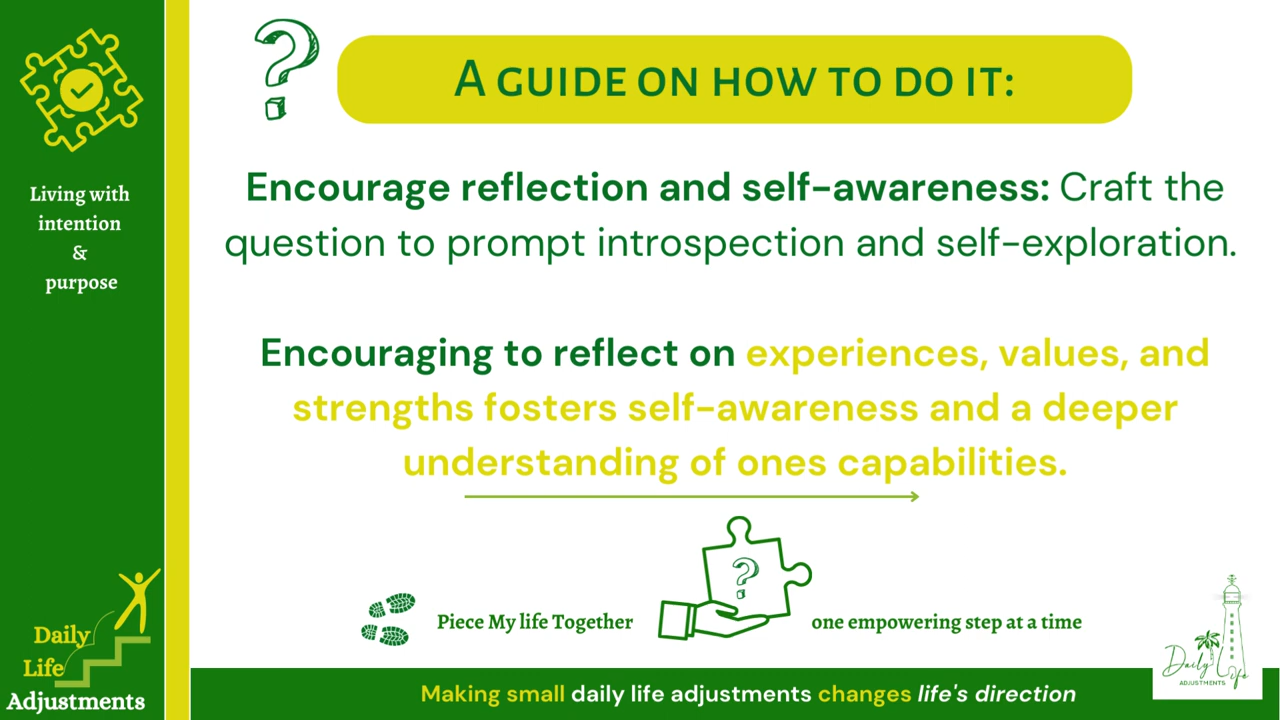 Living with
intention
&
purpose
?
A GUIDE ON HOW TO DO IT:
Encourage reflection and self-awareness: Craft the
question to prompt introspection and self-exploration.
Encouraging to reflect on experiences, values, and
strengths fosters self-awareness and a deeper
understanding of ones capabilities.
?
Piece My life Together
one empowering step at a time
Daily
Life
Adjustments
Making small daily life adjustments changes life's direction
Daily Life
ADJUSTMENTS